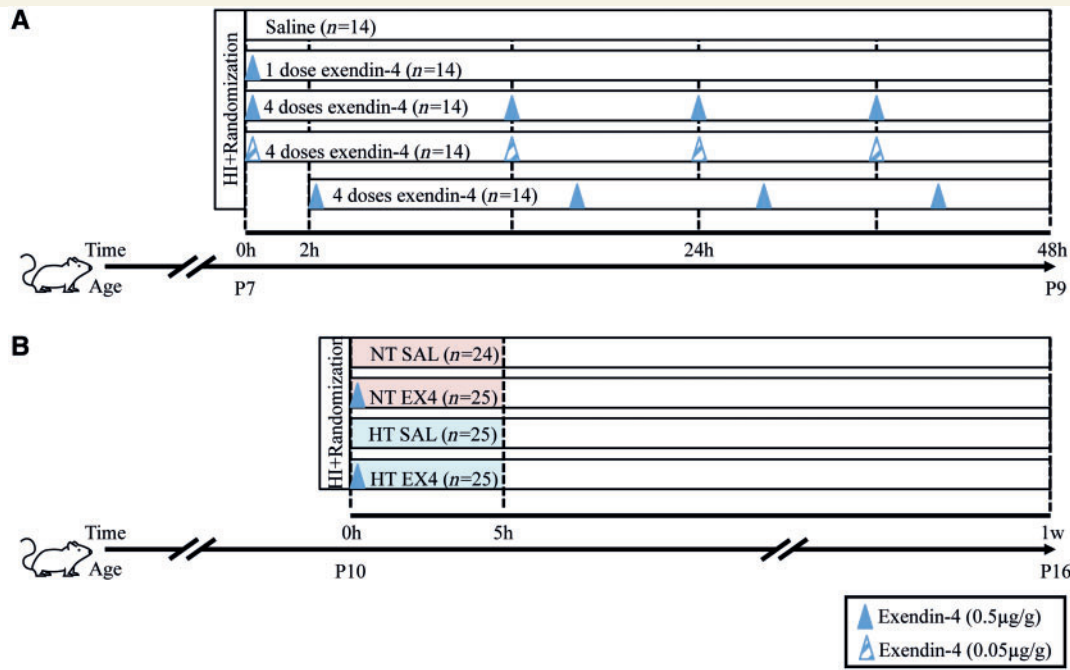 A
HI+Randomization
Saline (n=14)
1 dose exendin-4 (n=14)
4 doses exendin-4 (n=14)
4 doses exendin-4 (n=14)
4 doses exendin-4 (n=14)
Time
0h 2h 24h 48h
Age
P7 P9
B
HI+Randomization
NT SAL (n=24)
NT EX4 (n=25)
HT SAL (n=25)
HT EX4 (n=25)
Time
0h 5h 1w
Age
P10 P16
Exendin-4 (0.5μg/g)
Exendin-4 (0.05μg/g)